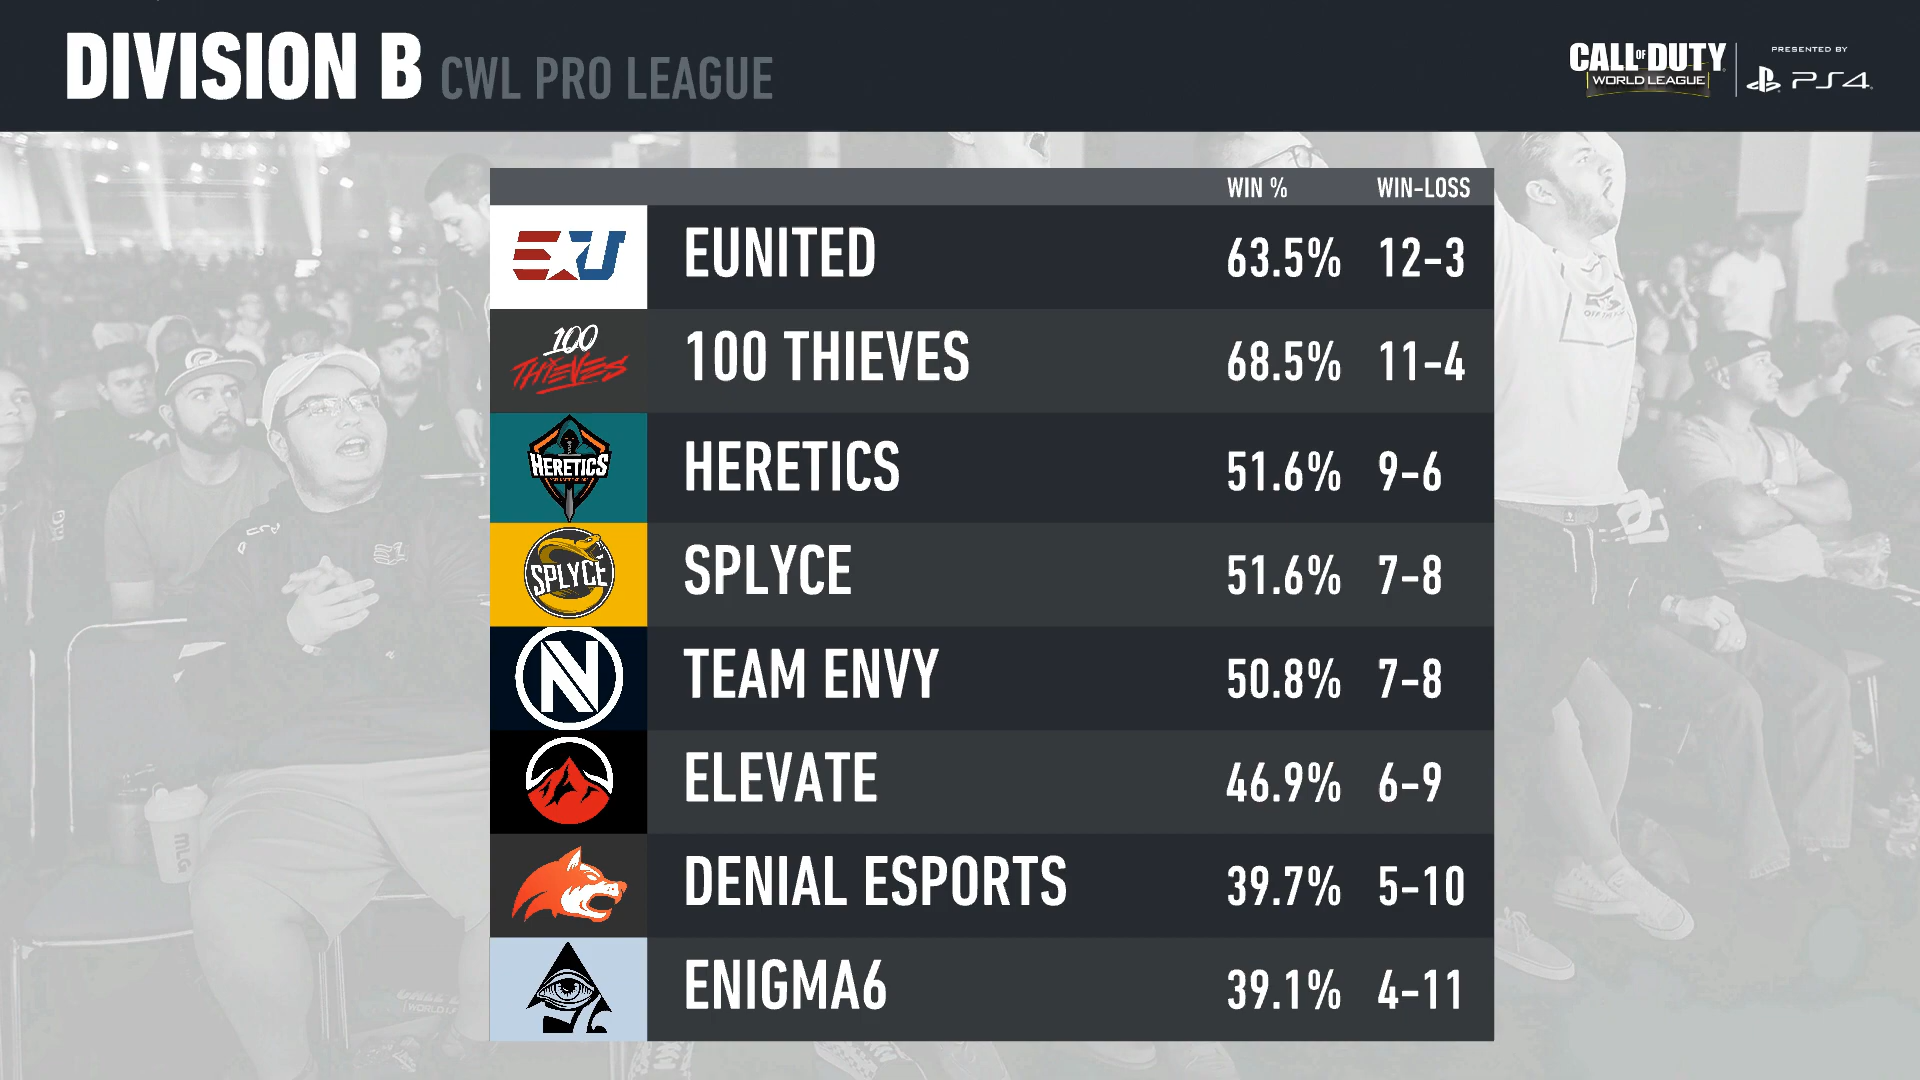 DIVISION B CWL PRO LEAGUE
CALL OF DUTY
WORLD LEAGUE
PRESENTED BY
PS4
WIN % WIN-LOSS
EU EUNITED 63.5% 12-3
100 THIEVES 100 THIEVES 68.5% 11-4
HERETICS HERETICS 51.6% 9-6
SPLYCE SPLYCE 51.6% 7-8
N TEAM ENVY 50.8% 7-8
ELEVATE 46.9% 6-9
DENIAL ESPORTS 39.7% 5-10
ENIGMA6 39.1% 4-11
MLG